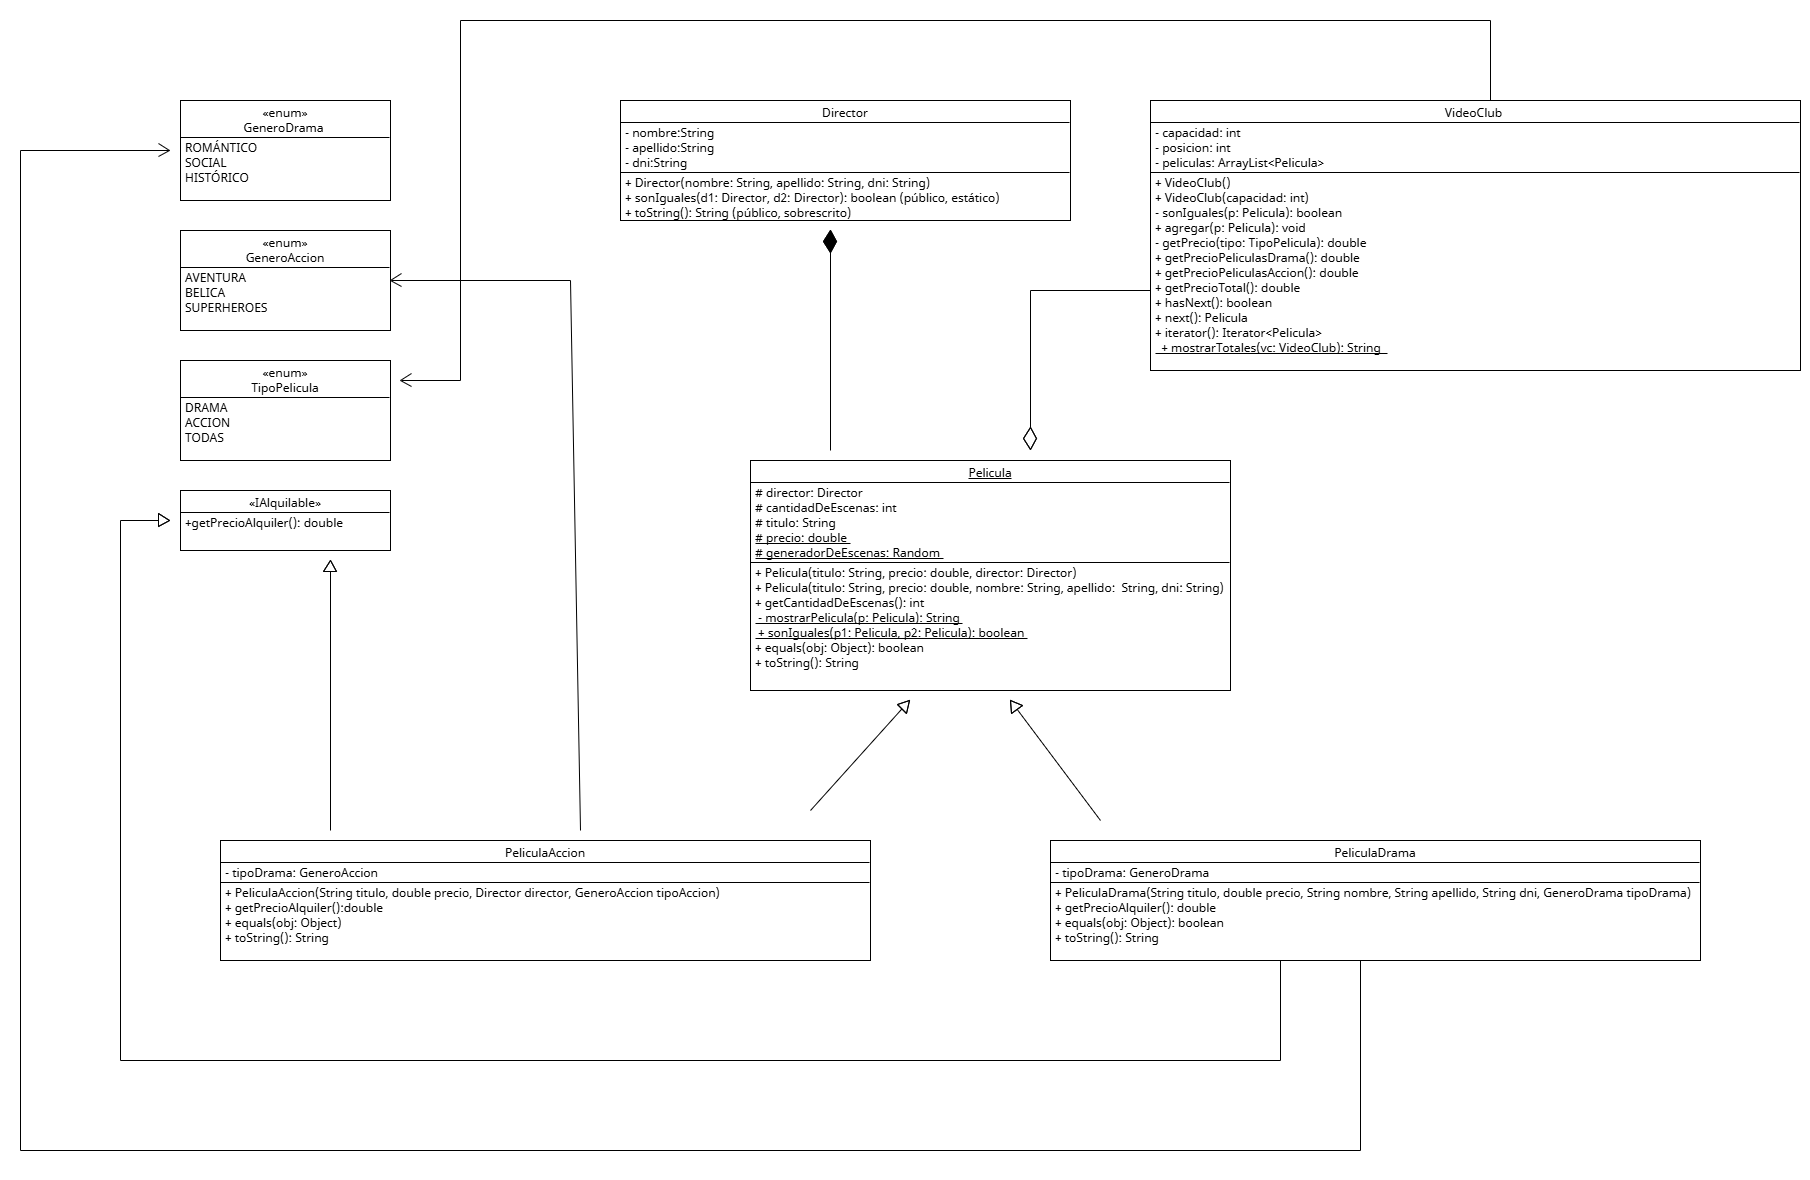 «enum»
GeneroDrama
ROMÁNTICO
SOCIAL
HISTÓRICO
«enum»
GeneroAccion
AVENTURA
BELICA
SUPERHEROES
«enum»
TipoPelicula
DRAMA
ACCION
TODAS
«IAlquilable»
+getPrecioAlquiler(): double
Director
- nombre:String
- apellido:String
- dni:String
+ Director(nombre: String, apellido: String, dni: String)
+ sonIguales(d1: Director, d2: Director): boolean (público, estático)
+ toString(): String (público, sobrescrito)
VideoClub
- capacidad: int
- posicion: int
- peliculas: ArrayList<Pelicula>
+ VideoClub()
+ VideoClub(capacidad: int)
- sonIguales(p: Pelicula): boolean
+ agregar(p: Pelicula): void
- getPrecio(tipo: TipoPelicula): double
+ getPrecioPeliculasDrama(): double
+ getPrecioPeliculasAccion(): double
+ getPrecioTotal(): double
+ hasNext(): boolean
+ next(): Pelicula
+ iterator(): Iterator<Pelicula>
+ mostrarTotales(vc: VideoClub): String
Pelicula
# director: Director
# cantidadDeEscenas: int
# titulo: String
# precio: double
# generadorDeEscenas: Random
+ Pelicula(titulo: String, precio: double, director: Director)
+ Pelicula(titulo: String, precio: double, nombre: String, apellido:  String, dni: String)
+ getCantidadDeEscenas(): int
- mostrarPelicula(p: Pelicula): String
+ sonIguales(p1: Pelicula, p2: Pelicula): boolean
+ equals(obj: Object): boolean
+ toString(): String
PeliculaAccion
- tipoDrama: GeneroAccion
+ PeliculaAccion(String titulo, double precio, Director director, GeneroAccion tipoAccion)
+ getPrecioAlquiler():double
+ equals(obj: Object)
+ toString(): String
PeliculaDrama
- tipoDrama: GeneroDrama
+ PeliculaDrama(String titulo, double precio, String nombre, String apellido, String dni, GeneroDrama tipoDrama)
+ getPrecioAlquiler(): double
+ equals(obj: Object): boolean
+ toString(): String